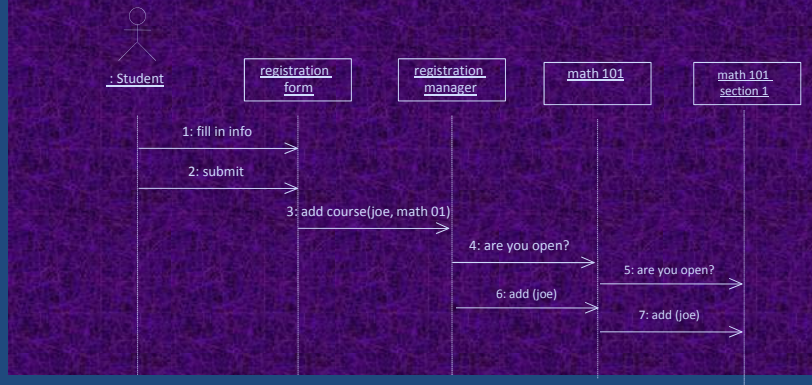 : Student
registration
form
registration
manager
math 101
math 101
section 1
1: fill in info
2: submit
3: add course(joe, math 01)
4: are you open?
5: are you open?
6: add (joe)
7: add (joe)